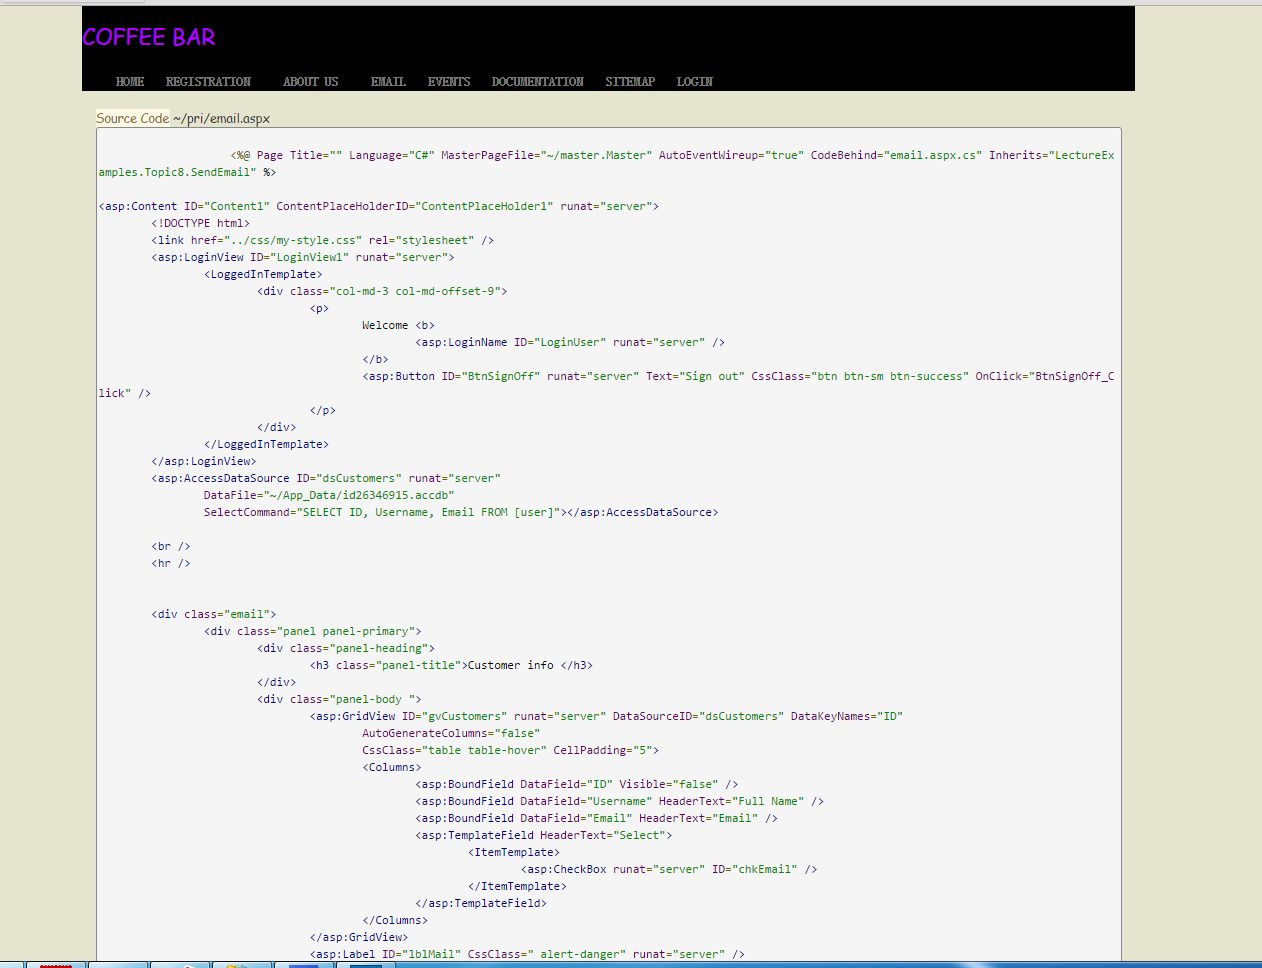 COFFEE BAR
HOME REGISTRATION ABOUT US EMAIL EVENTS DOCUMENTATION SITEMAP LOGIN
Source Code ~/pri/email.aspx
<%@ Page Title="" Language="C#" MasterPageFile="~/master.Master" AutoEventWireup="true" CodeBehind="email.aspx.cs" Inherits="LectureEx
amples.Topic8.SendEmail" %>
<asp:Content ID="Content1" ContentPlaceHolderID="ContentPlaceHolder1" runat="server">
<!DOCTYPE html>
<link href="../css/my-style.css" rel="stylesheet" />
<asp:LoginView ID="LoginView1" runat="server">
<LoggedInTemplate>
<div class="col-md-3 col-md-offset-9">
<p>
Welcome <b>
<asp:LoginName ID="LoginUser" runat="server" />
</b>
<asp:Button ID="BtnSignOff" runat="server" Text="Sign out" CssClass="btn btn-sm btn-success" OnClick="BtnSignOff_C
lick" />
</p>
</div>
</LoggedInTemplate>
</asp:LoginView>
<asp:AccessDataSource ID="dsCustomers" runat="server"
DataFile="~/App_Data/id26346915.accdb"
SelectCommand="SELECT ID, Username, Email FROM [user]"></asp:AccessDataSource>
<br />
<hr />
<div class="email">
<div class="panel panel-primary">
<div class="panel-heading">
<h3 class="panel-title">Customer info </h3>
</div>
<div class="panel-body ">
<asp:GridView ID="gvCustomers" runat="server" DataSourceID="dsCustomers" DataKeyNames="ID"
AutoGenerateColumns="false"
CssClass="table table-hover" CellPadding="5">
<Columns>
<asp:BoundField DataField="ID" Visible="false" />
<asp:BoundField DataField="Username" HeaderText="Full Name" />
<asp:BoundField DataField="Email" HeaderText="Email" />
<asp:TemplateField HeaderText="Select">
<ItemTemplate>
<asp:CheckBox runat="server" ID="chkEmail" />
</ItemTemplate>
</asp:TemplateField>
</Columns>
</asp:GridView>
<asp:Label ID="lblMail" CssClass=" alert-danger" runat="server" />